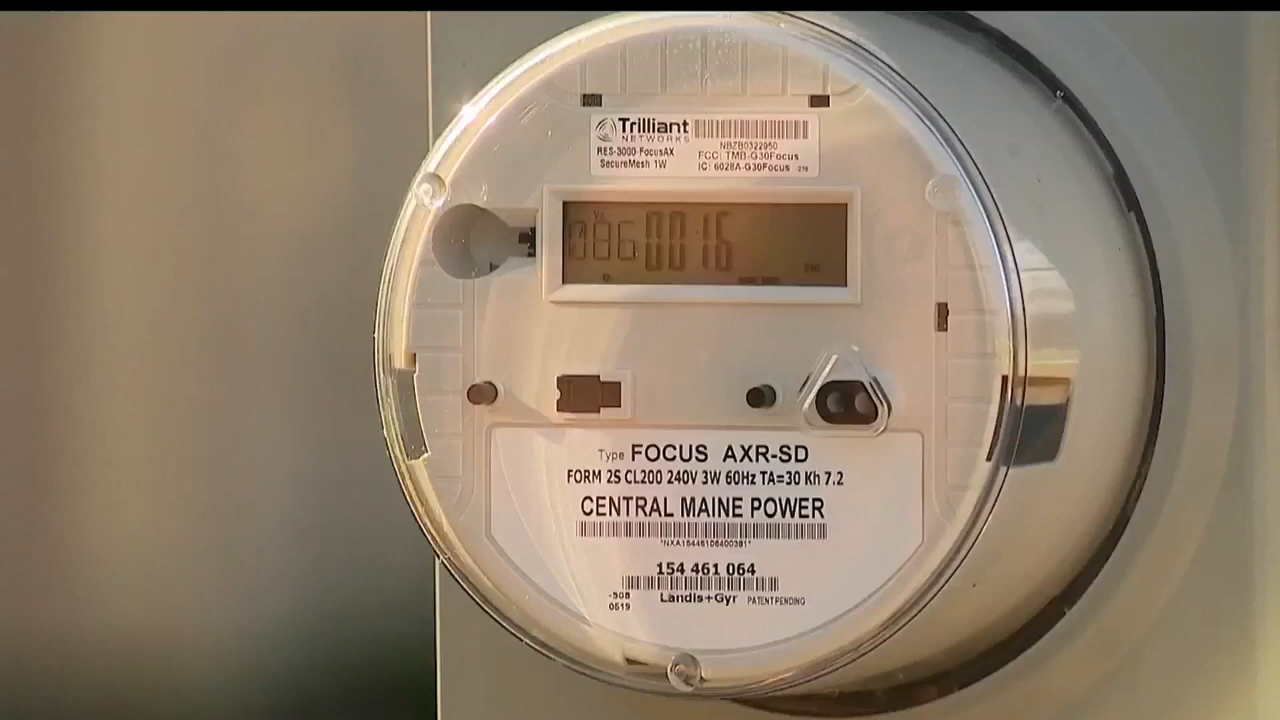 Trilliant
NETWORKS
RES-3000-FocusAX
SecureMesh 1W
NBZB0322950
FCC: TMB-G30Focus
IC: 6028A-G30Focus
086 0016
Type FOCUS AXR-SD
FORM 2S CL200 240V 3W 60Hz TA=30 Kh 7.2
CENTRAL MAINE POWER
154 461 064
0519
Landis+Gyr PATENT PENDING